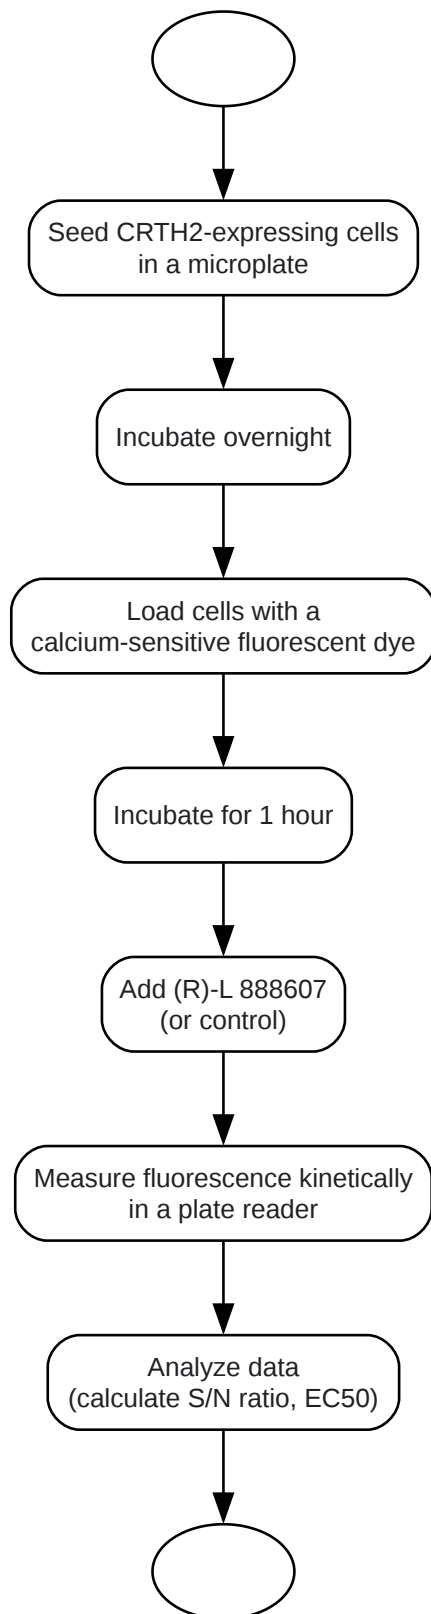 Seed CRTH2-expressing cells
in a microplate
Incubate overnight
Load cells with a
calcium-sensitive fluorescent dye
Incubate for 1 hour
Add (R)-L 888607
(or control)
Measure fluorescence kinetically
in a plate reader
Analyze data
(calculate S/N ratio, EC50)